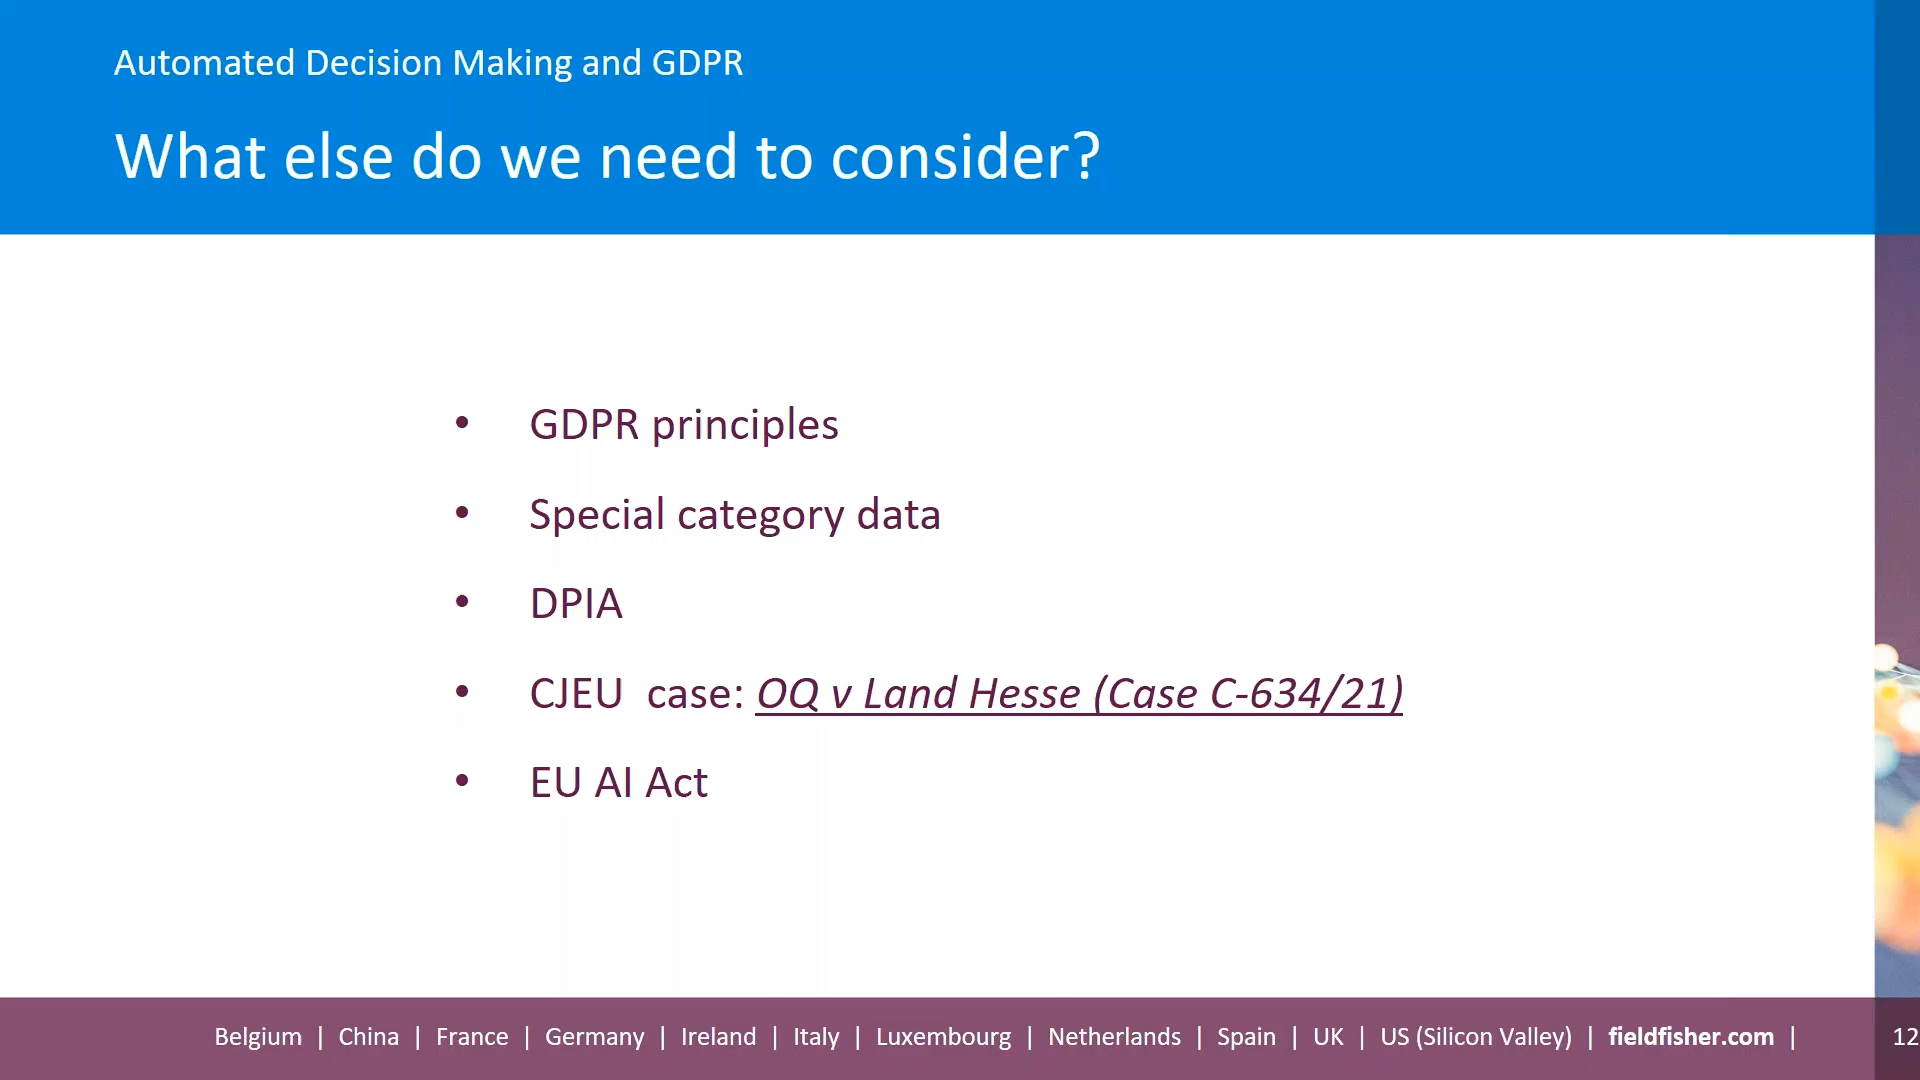 Automated Decision Making and GDPR
What else do we need to consider?
• GDPR principles
• Special category data
• DPIA
• CJEU  case: OQ v Land Hesse (Case C-634/21)
• EU AI Act
Belgium | China | France | Germany | Ireland | Italy | Luxembourg | Netherlands | Spain | UK | US (Silicon Valley) | fieldfisher.com |
12